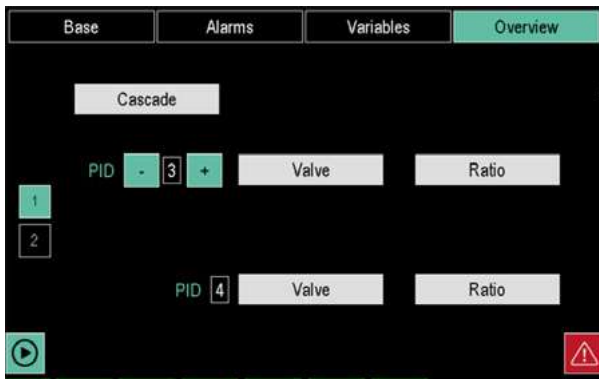 Base Alarms Variables Overview
Cascade
PID - 3 + Valve Ratio
1
2
PID 4 Valve Ratio